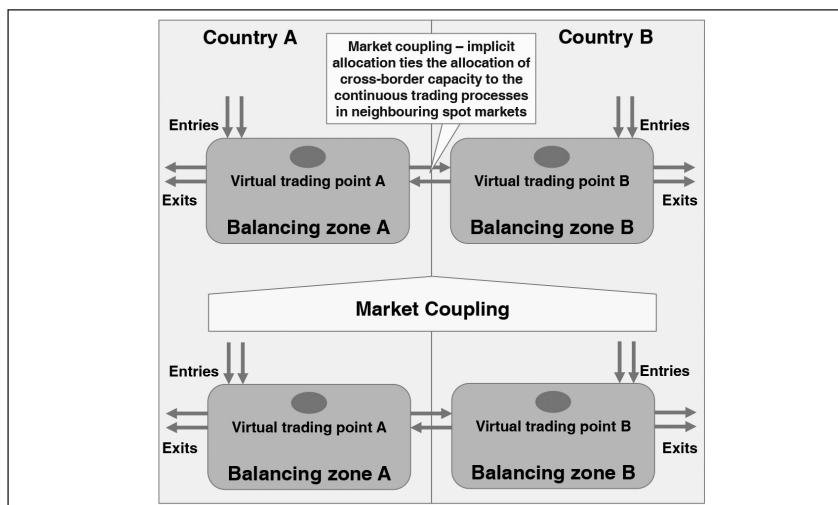 Country A
Country B
Market coupling – implicit
allocation ties the allocation of
cross-border capacity to the
continuous trading processes
in neighbouring spot markets
Entries
Entries
Virtual trading point A
Virtual trading point B
Exits
Exits
Balancing zone A
Balancing zone B
Market Coupling
Entries
Entries
Virtual trading point A
Virtual trading point B
Exits
Exits
Balancing zone A
Balancing zone B